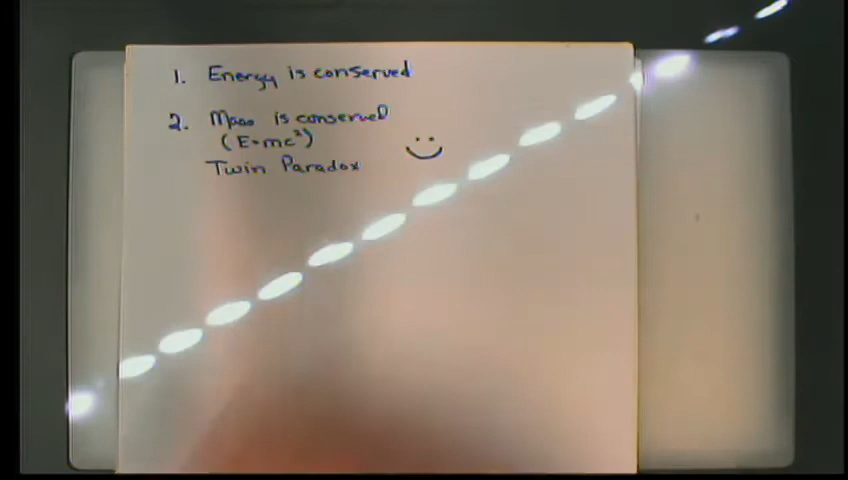 1. Energy is conserved
2. Mass is conserved
(E=mc²)
Twin Paradox